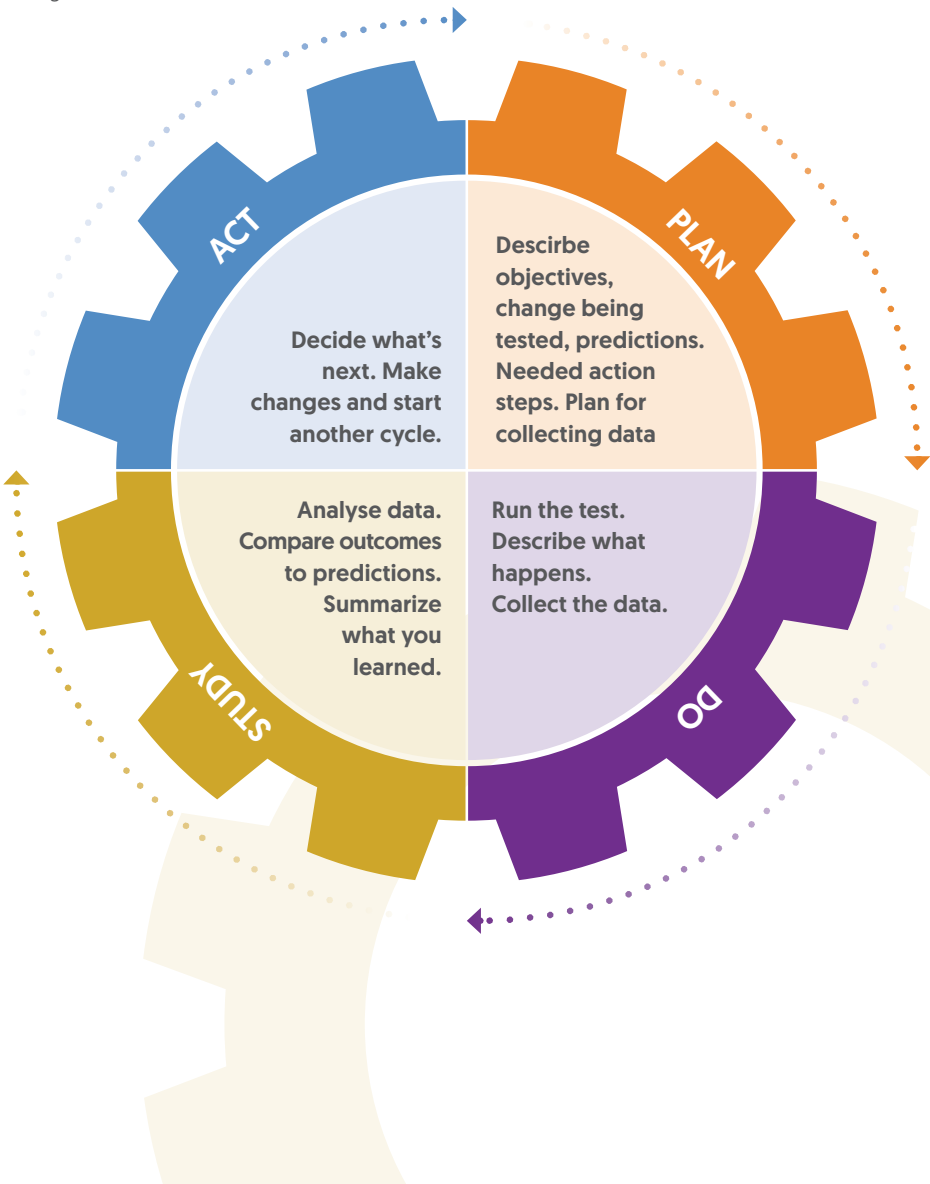 PLAN
Descirbe
objectives,
change being
tested, predictions.
Needed action
steps. Plan for
collecting data
DO
Run the test.
Describe what
happens.
Collect the data.
STUDY
Analyse data.
Compare outcomes
to predictions.
Summarize
what you
learned.
ACT
Decide what’s
next. Make
changes and start
another cycle.